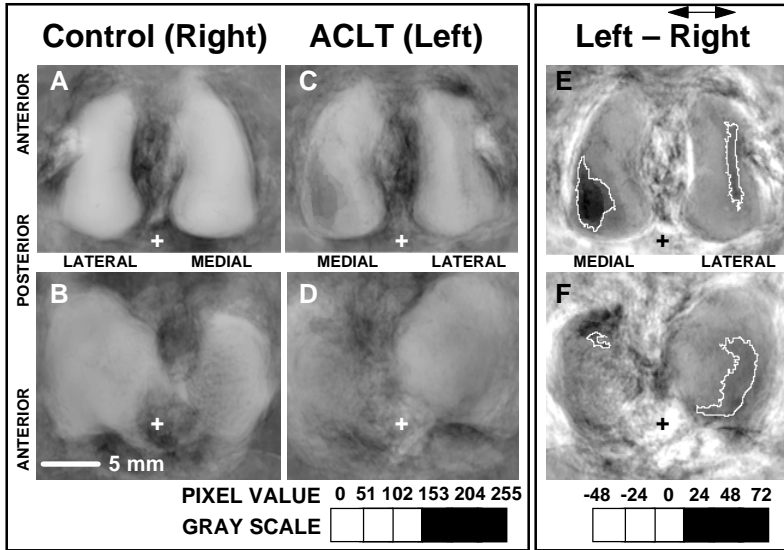 Control (Right)
ACLT (Left)
Left – Right
A
C
E
ANTERIOR
POSTERIOR
ANTERIOR
LATERAL
MEDIAL
MEDIAL
LATERAL
MEDIAL
LATERAL
B
D
F
5 mm
PIXEL VALUE 0 51 102 153 204 255
GRAY SCALE
-48 -24 0 24 48 72